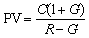 PV = C(1 + G) / R − G